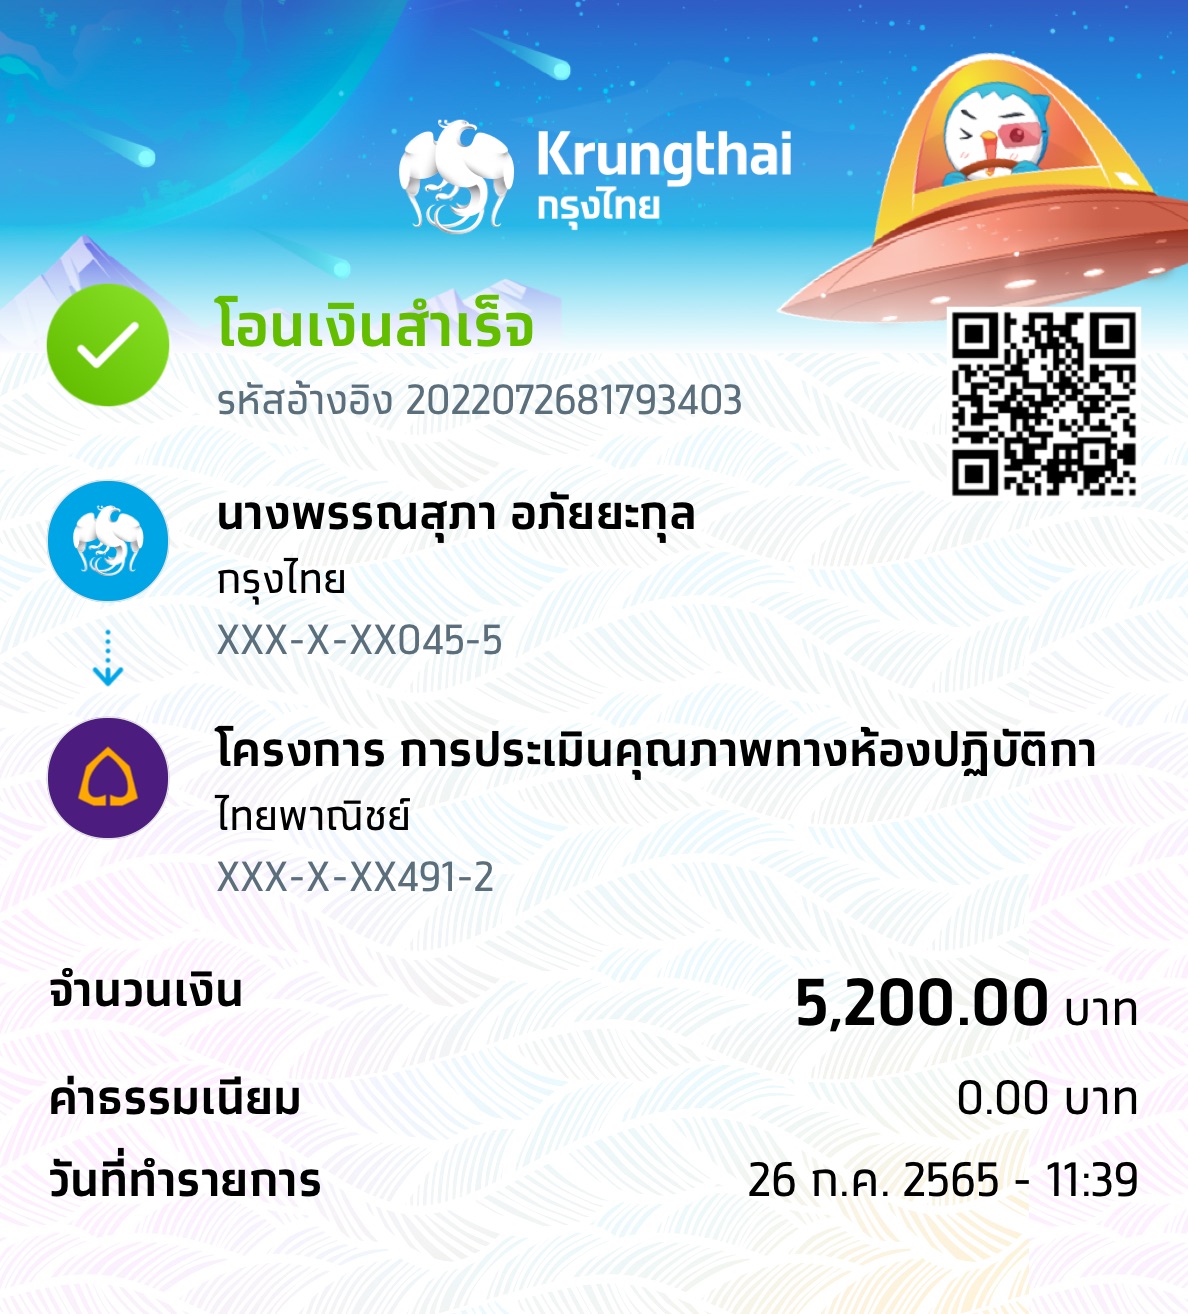 Krungthai
กรุงไทย
โอนเงินสำเร็จ
รหัสอ้างอิง 2022072681793403
นางพรรณสุภา อภัยยะกุล
กรุงไทย
XXX-X-XX045-5
โครงการ การประเมินคุณภาพทางห้องปฏิบัติกา
ไทยพาณิชย์
XXX-X-XX491-2
จำนวนเงิน 5,200.00 บาท
ค่าธรรมเนียม 0.00 บาท
วันที่ทำรายการ 26 ก.ค. 2565 - 11:39